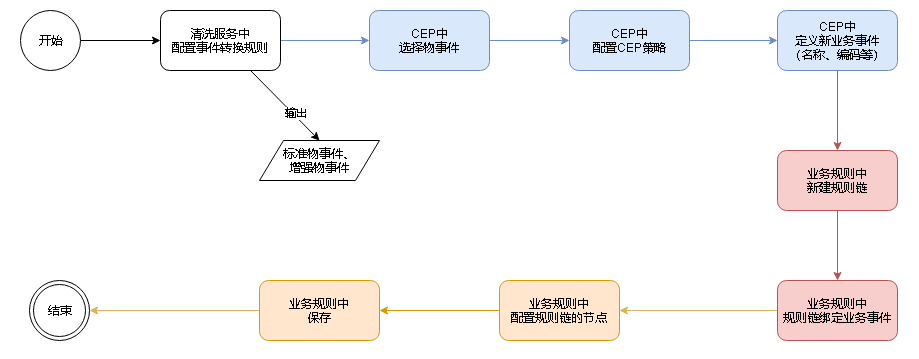 开始
清洗服务中
配置事件转换规则
CEP中
选择物事件
CEP中
配置CEP策略
CEP中
定义新业务事件
（名称、编码等）
输出
标准物事件、
增强物事件
业务规则中
新建规则链
业务规则中
规则链绑定业务事件
业务规则中
配置规则链的节点
业务规则中
保存
结束